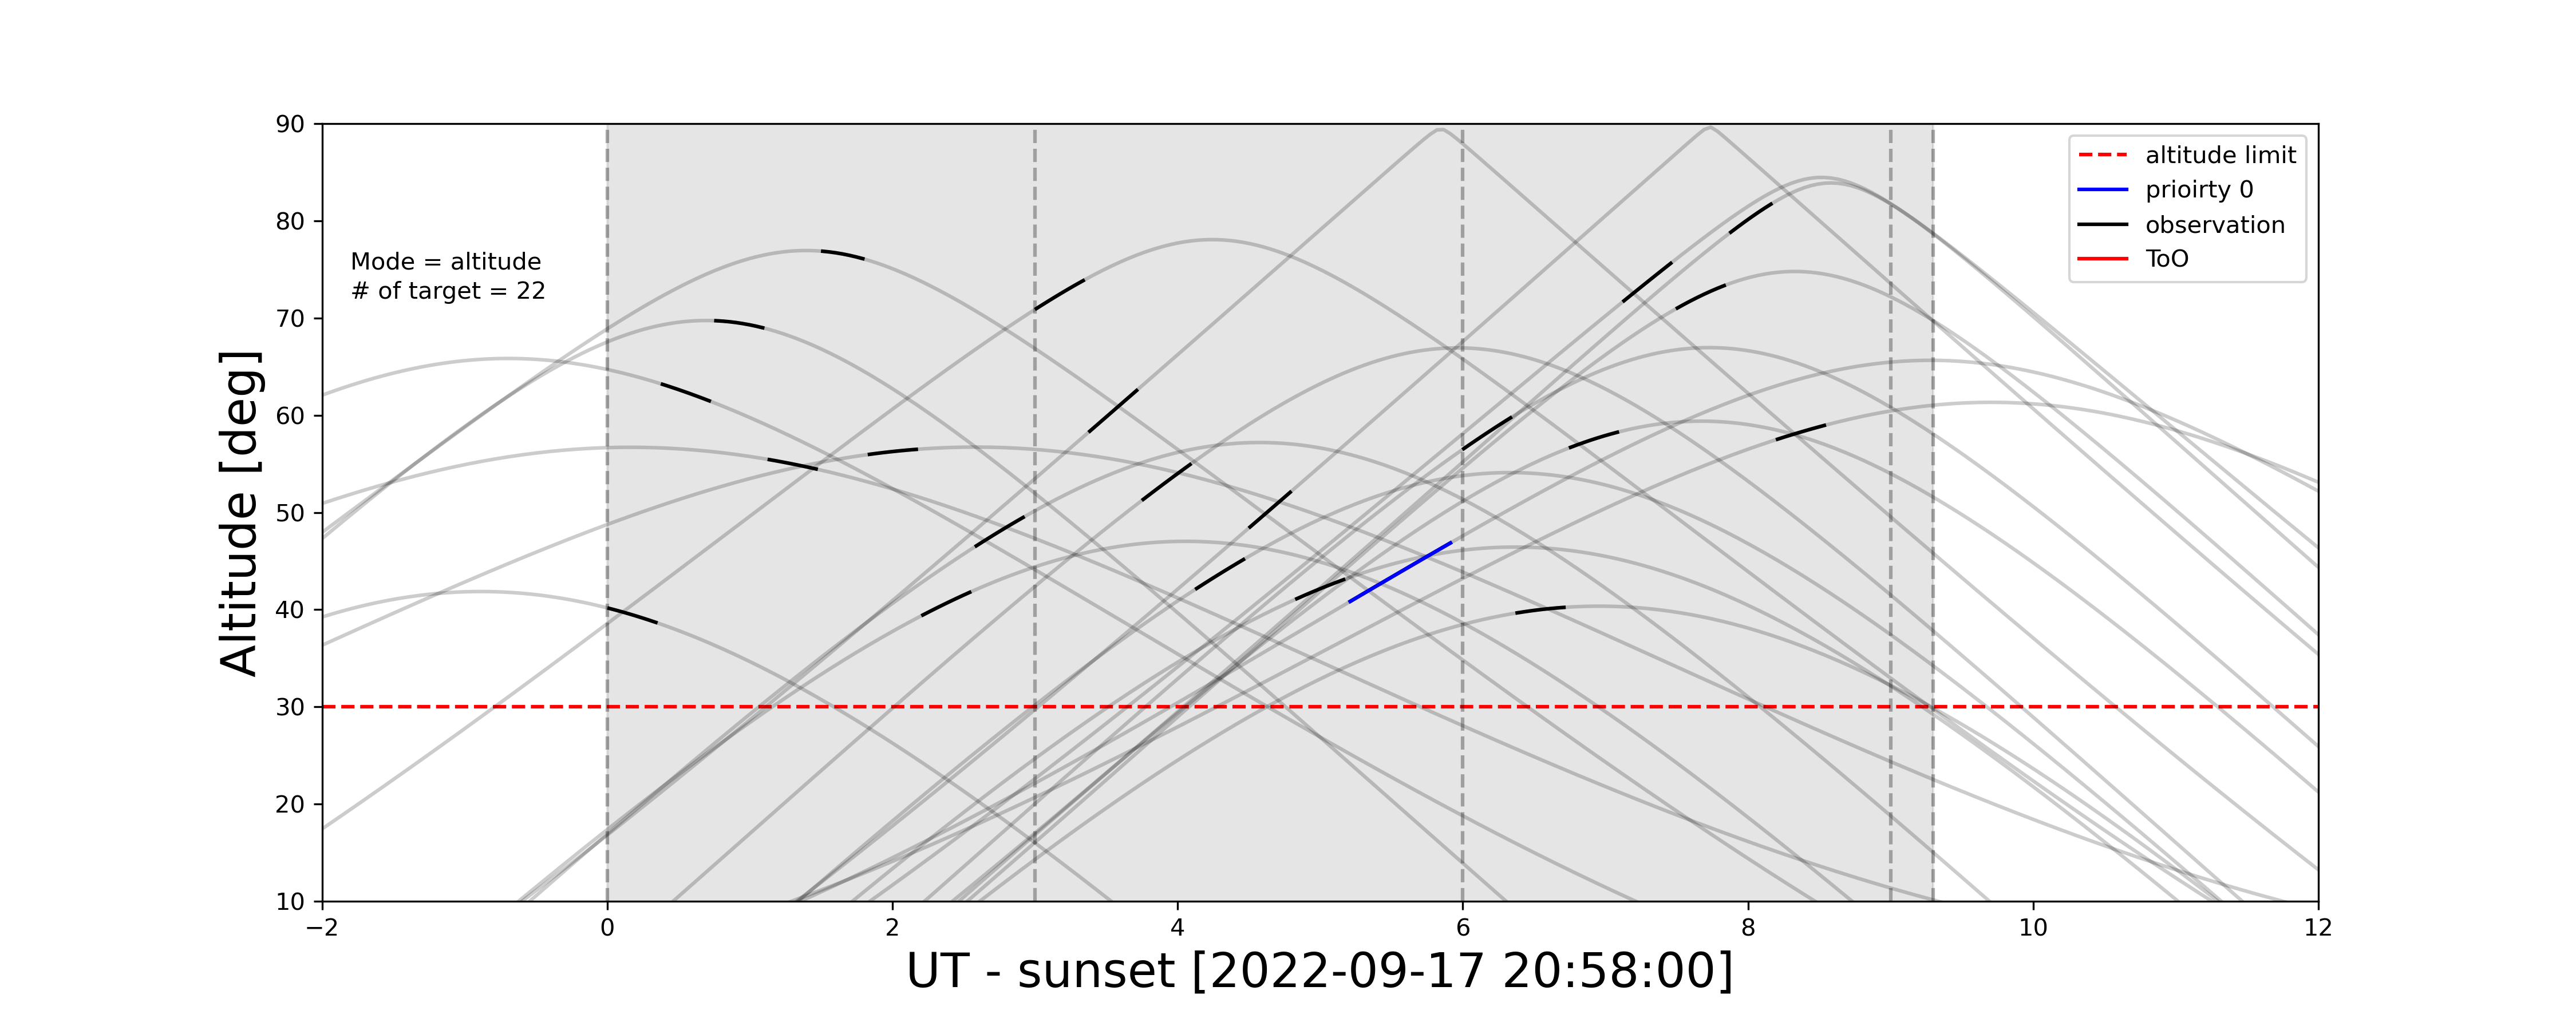 90
80
70
60
50
40
30
20
10
−2
0
2
4
6
8
10
12
Altitude [deg]
UT - sunset [2022-09-17 20:58:00]
Mode = altitude
# of target = 22
altitude limit
prioirty 0
observation
ToO